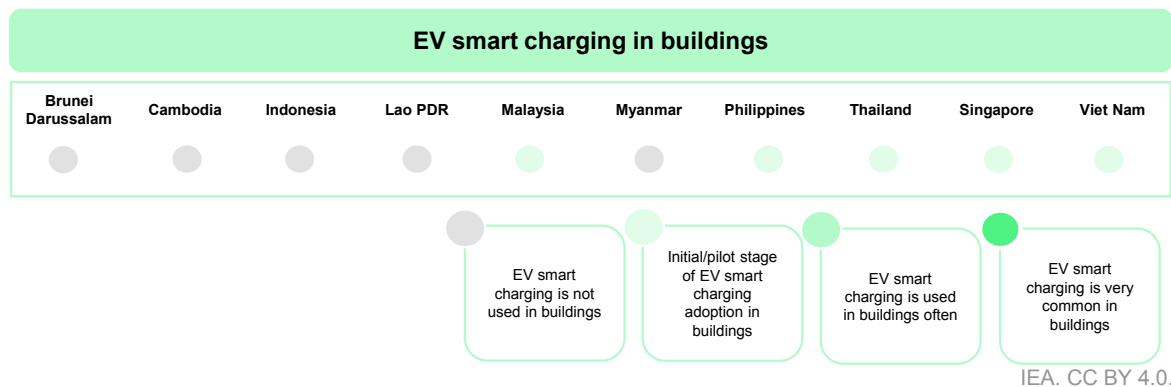 EV smart charging in buildings
Brunei
Darussalam
Cambodia
Indonesia
Lao PDR
Malaysia
Myanmar
Philippines
Thailand
Singapore
Viet Nam
EV smart
charging is not
used in buildings
Initial/pilot stage
of EV smart
charging
adoption in
buildings
EV smart
charging is used
in buildings often
EV smart
charging is very
common in
buildings
IEA. CC BY 4.0.